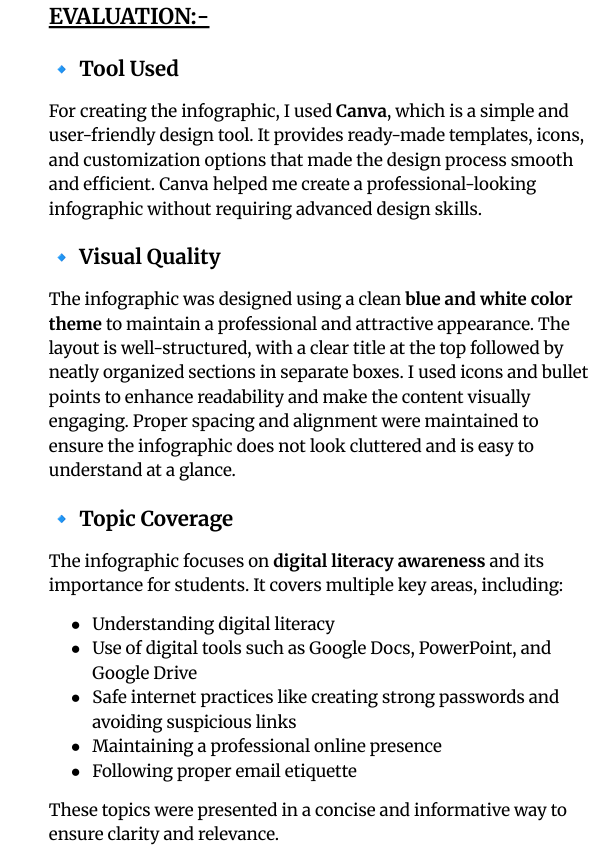 EVALUATION:-
🔹 Tool Used
For creating the infographic, I used Canva, which is a simple and
user-friendly design tool. It provides ready-made templates, icons,
and customization options that made the design process smooth
and efficient. Canva helped me create a professional-looking
infographic without requiring advanced design skills.
🔹 Visual Quality
The infographic was designed using a clean blue and white color
theme to maintain a professional and attractive appearance. The
layout is well-structured, with a clear title at the top followed by
neatly organized sections in separate boxes. I used icons and bullet
points to enhance readability and make the content visually
engaging. Proper spacing and alignment were maintained to
ensure the infographic does not look cluttered and is easy to
understand at a glance.
🔹 Topic Coverage
The infographic focuses on digital literacy awareness and its
importance for students. It covers multiple key areas, including:
● Understanding digital literacy
● Use of digital tools such as Google Docs, PowerPoint, and
Google Drive
● Safe internet practices like creating strong passwords and
avoiding suspicious links
● Maintaining a professional online presence
● Following proper email etiquette
These topics were presented in a concise and informative way to
ensure clarity and relevance.